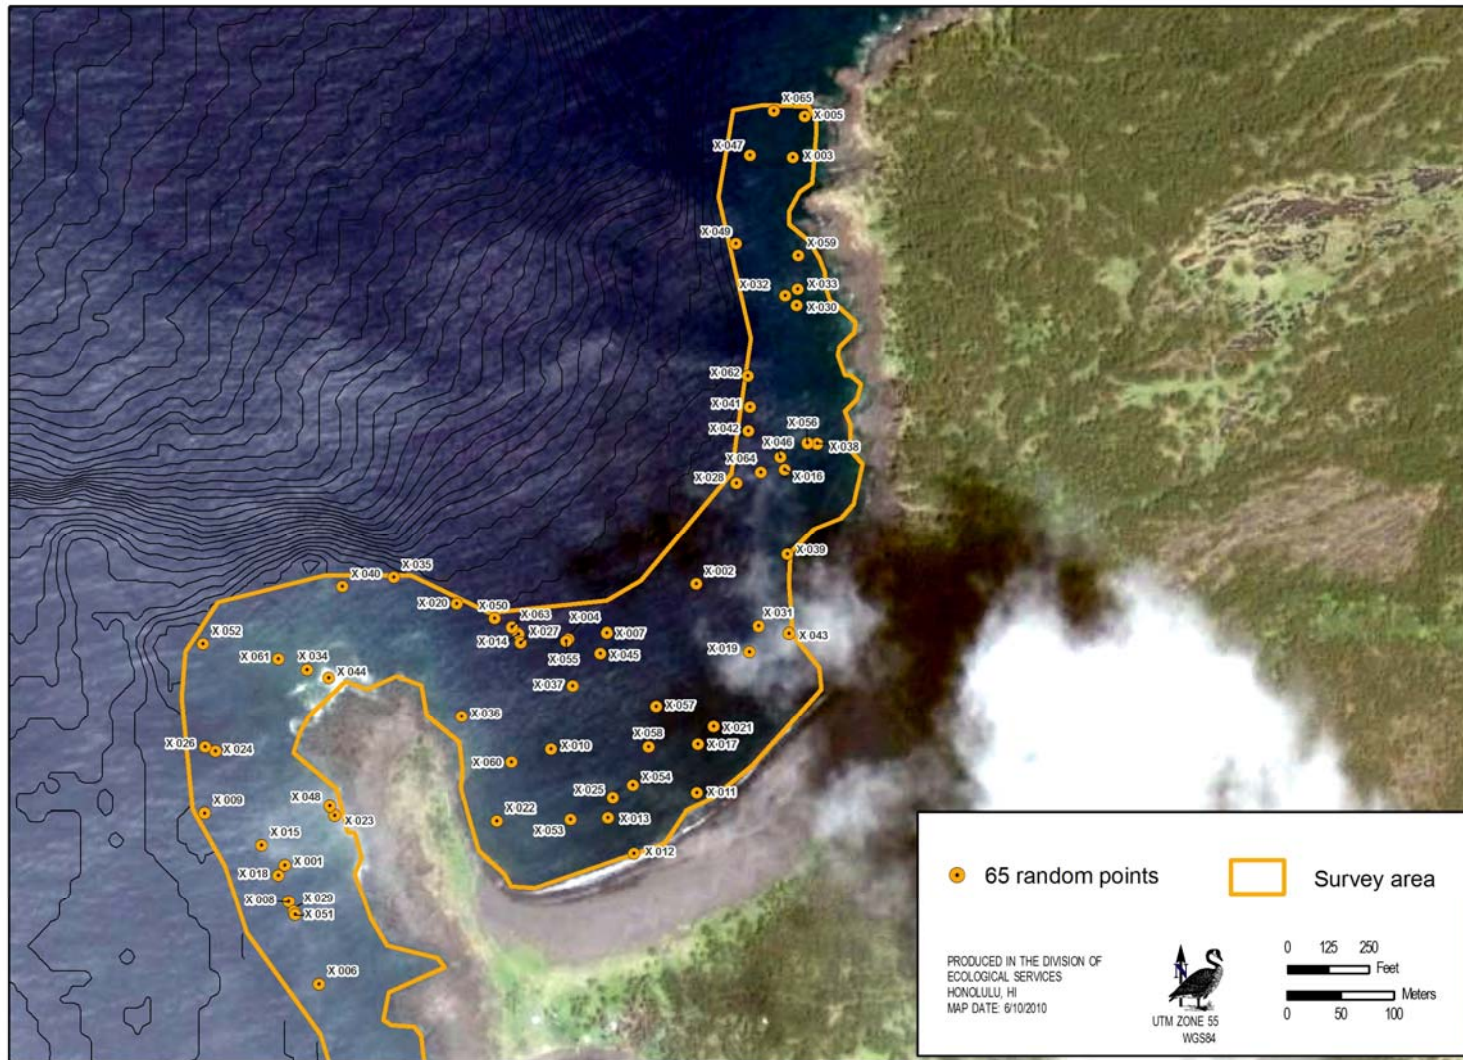 X 065
X 005
X 047
X 003
X 049
X 059
X 032
X 033
X 030
X 062
X 041
X 042
X 056
X 046
X 038
X 064
X 028
X 016
X 039
X 035
X 040
X 002
X 020
X 050
X 063
X 004
X 031
X 052
X 027
X 007
X 043
X 014
X 061
X 034
X 055
X 045
X 019
X 044
X 037
X 036
X 057
X 021
X 026
X 024
X 010
X 058
X 017
X 060
X 054
X 025
X 011
X 009
X 048
X 022
X 023
X 053
X 013
X 015
X 012
X 001
X 018
X 008
X 029
X 051
X 006
65 random points
Survey area
PRODUCED IN THE DIVISION OF
ECOLOGICAL SERVICES
HONOLULU, HI
MAP DATE: 6/10/2010
N
UTM ZONE 55
WGS84
0 125 250
Feet
Meters
0 50 100